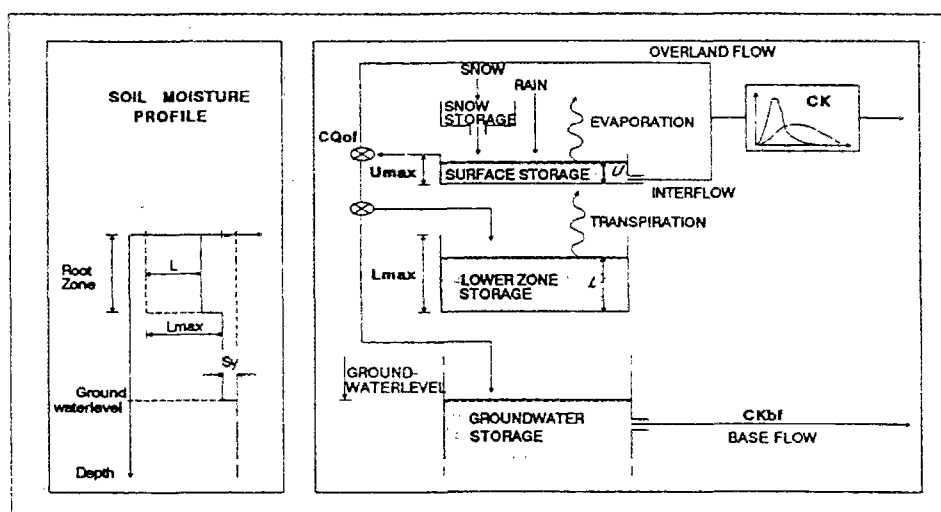 SOIL MOISTURE
PROFILE
Root
Zone
L
Lmax
Sy
Ground
waterlevel
Depth
OVERLAND FLOW
SNOW
RAIN
SNOW
STORAGE
EVAPORATION
CK
CQof
Umax
SURFACE STORAGE
U
INTERFLOW
TRANSPIRATION
Lmax
LOWER ZONE
STORAGE
L
GROUND-
WATERLEVEL
GROUNDWATER
STORAGE
CKbf
BASE FLOW